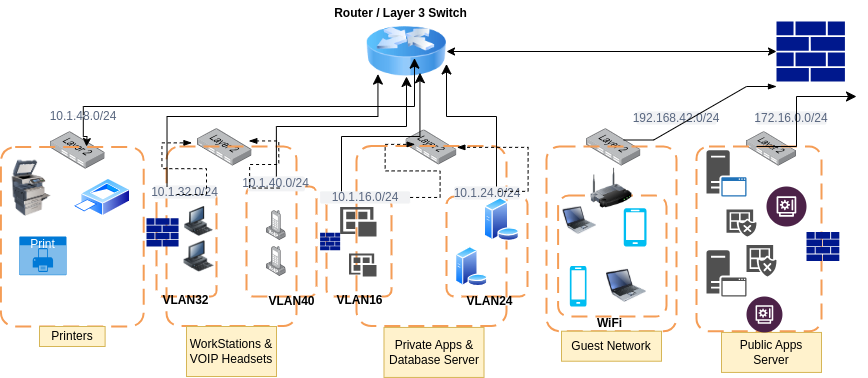 Router / Layer 3 Switch
10.1.48.0/24
192.168.42.0/24
172.16.0.0/24
Layer 2
Layer 2
Layer 2
Layer 2
Layer 2
10.1.32.0/24
10.1.40.0/24
10.1.16.0/24
10.1.24.0/24
Print
VLAN32
VLAN40
VLAN16
VLAN24
WiFi
Printers
WorkStations &
VOIP Headsets
Private Apps &
Database Server
Guest Network
Public Apps
Server